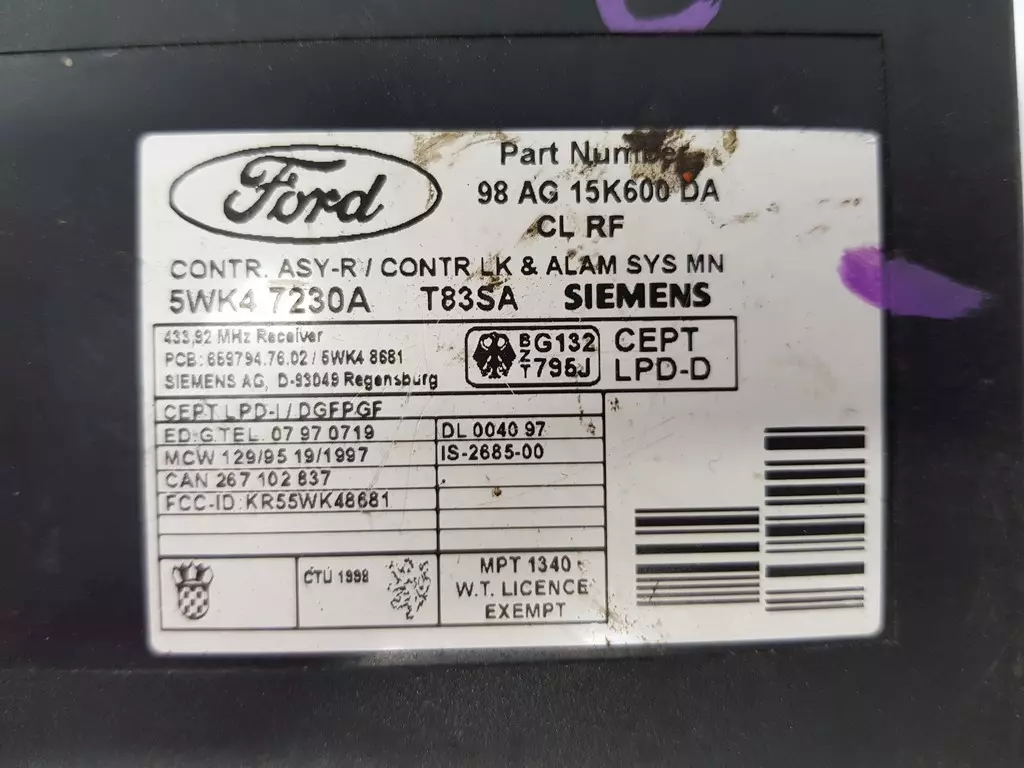 Ford
Part Number
98 AG 15K600 DA
CL RF
CONTR. ASY-R / CONTR LK & ALAM SYS MN
5WK4 7230A T83SA SIEMENS
433,92 MHz Receiver
PCB: 659794.76.02 / 5WK4 8681
SIEMENS AG, D-93049 Regensburg
BZT G132 795J
CEPT
LPD-D
CEPT LPD-I / DGFPGF
ED:G.TEL. 07 97 0719 DL 0040 97
MCW 129/95 19/1997 IS-2685-00
CAN 267 102 837
FCC-ID:KR55WK48681
CTU 1998
MPT 1340
W.T. LICENCE
EXEMPT